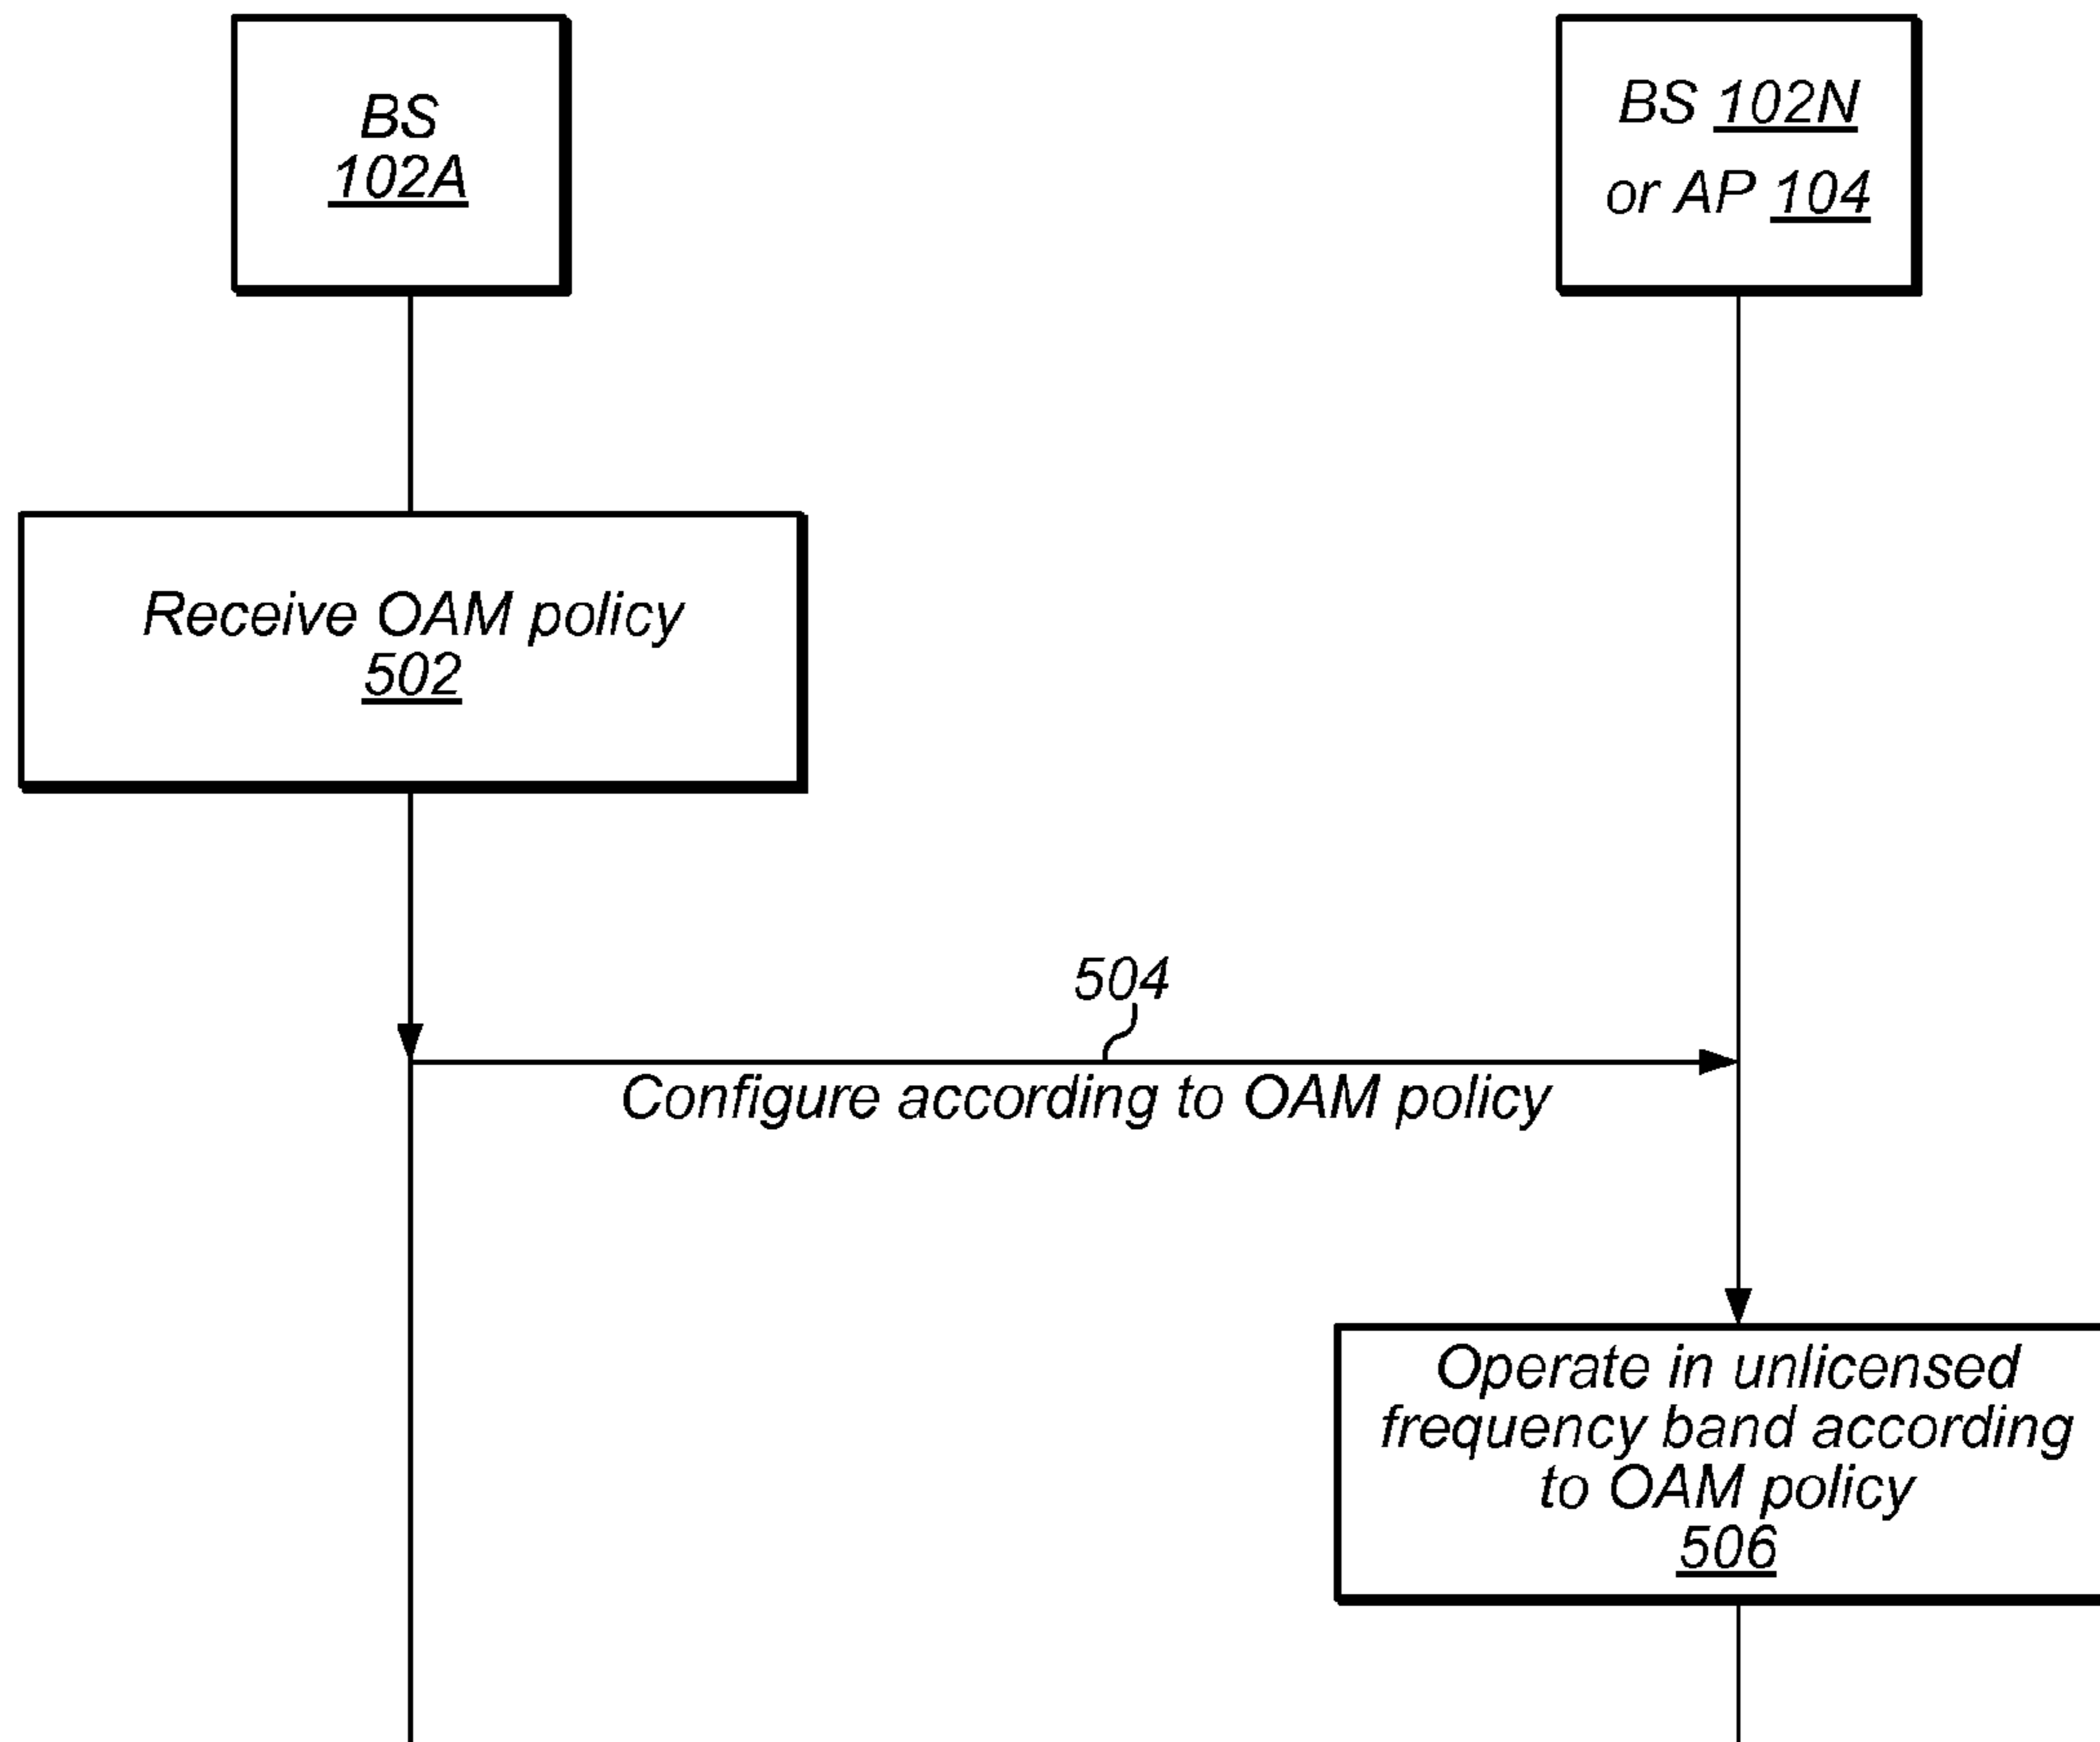 BS
102A
BS 102N
or AP 104
Receive OAM policy
502
504
Configure according to OAM policy
Operate in unlicensed
frequency band according
to OAM policy
506